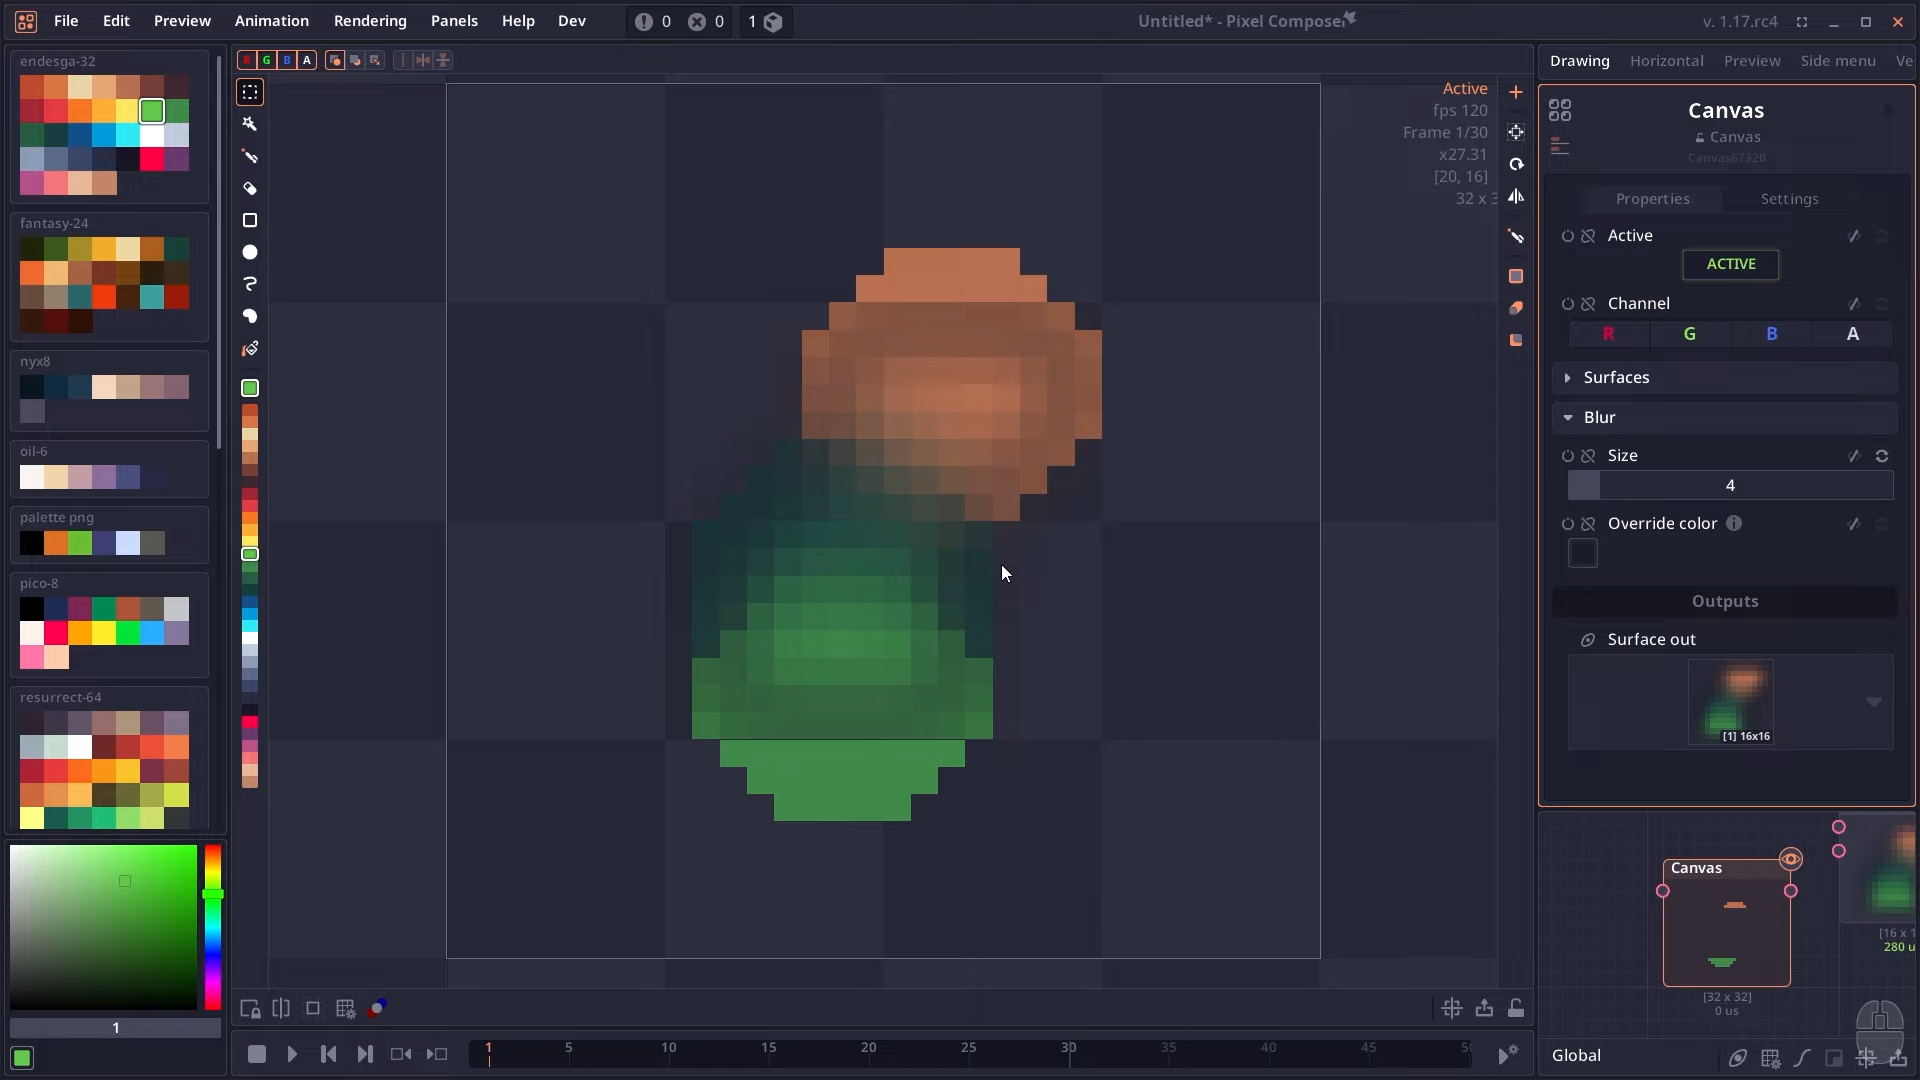 File Edit Preview Animation Rendering Panels Help Dev
0 0 1
Untitled* - Pixel Composer
v. 1.17.rc4
endesga-32
fantasy-24
nyx8
oil-6
palette png
pico-8
resurrect-64
1
R G B A
Active
fps 120
Frame 1/30
x27.31
[20, 16]
1 5 10 15 20 25 30 35 40 45
Drawing Horizontal Preview Side menu
Canvas
Canvas
Canvas67320
Properties Settings
Active
ACTIVE
Channel
R G B A
Surfaces
Blur
Size
4
Override color
Outputs
Surface out
[1] 16x16
Canvas
[32 x 32]
0 us
Global